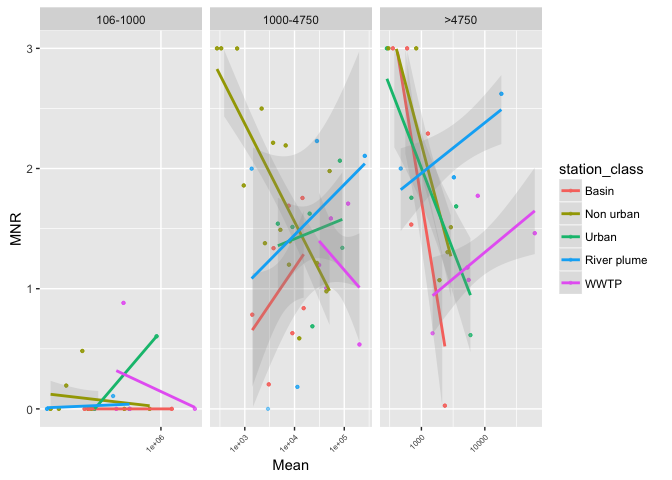 106-1000 1000-4750 >4750
3
2
1
0
MNR
1e+06 1e+03 1e+04 1e+05 1000 10000
Mean
station_class
Basin
Non urban
Urban
River plume
WWTP